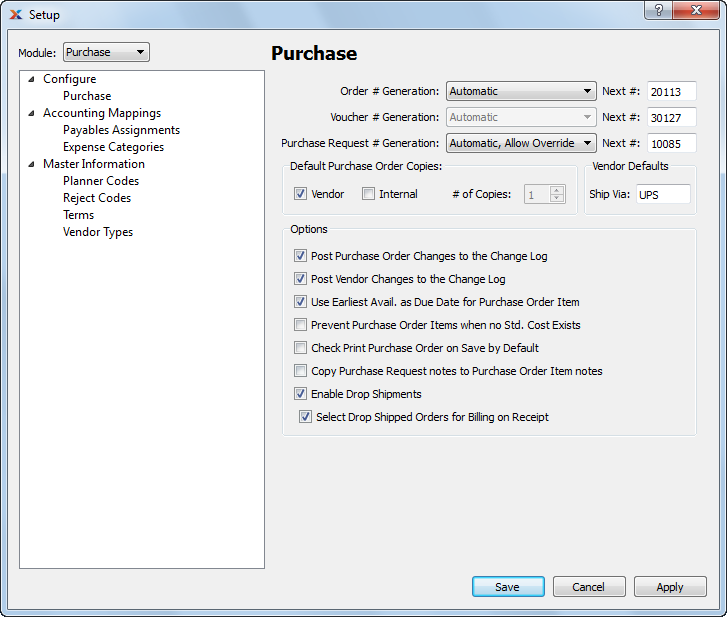 Setup
?
Module: Purchase
Configure
Purchase
Accounting Mappings
Payables Assignments
Expense Categories
Master Information
Planner Codes
Reject Codes
Terms
Vendor Types
Purchase
Order # Generation: Automatic Next #: 20113
Voucher # Generation: Automatic Next #: 30127
Purchase Request # Generation: Automatic, Allow Override Next #: 10085
Default Purchase Order Copies:
Vendor Internal # of Copies: 1
Vendor Defaults
Ship Via: UPS
Options
Post Purchase Order Changes to the Change Log
Post Vendor Changes to the Change Log
Use Earliest Avail. as Due Date for Purchase Order Item
Prevent Purchase Order Items when no Std. Cost Exists
Check Print Purchase Order on Save by Default
Copy Purchase Request notes to Purchase Order Item notes
Enable Drop Shipments
Select Drop Shipped Orders for Billing on Receipt
Save Cancel Apply